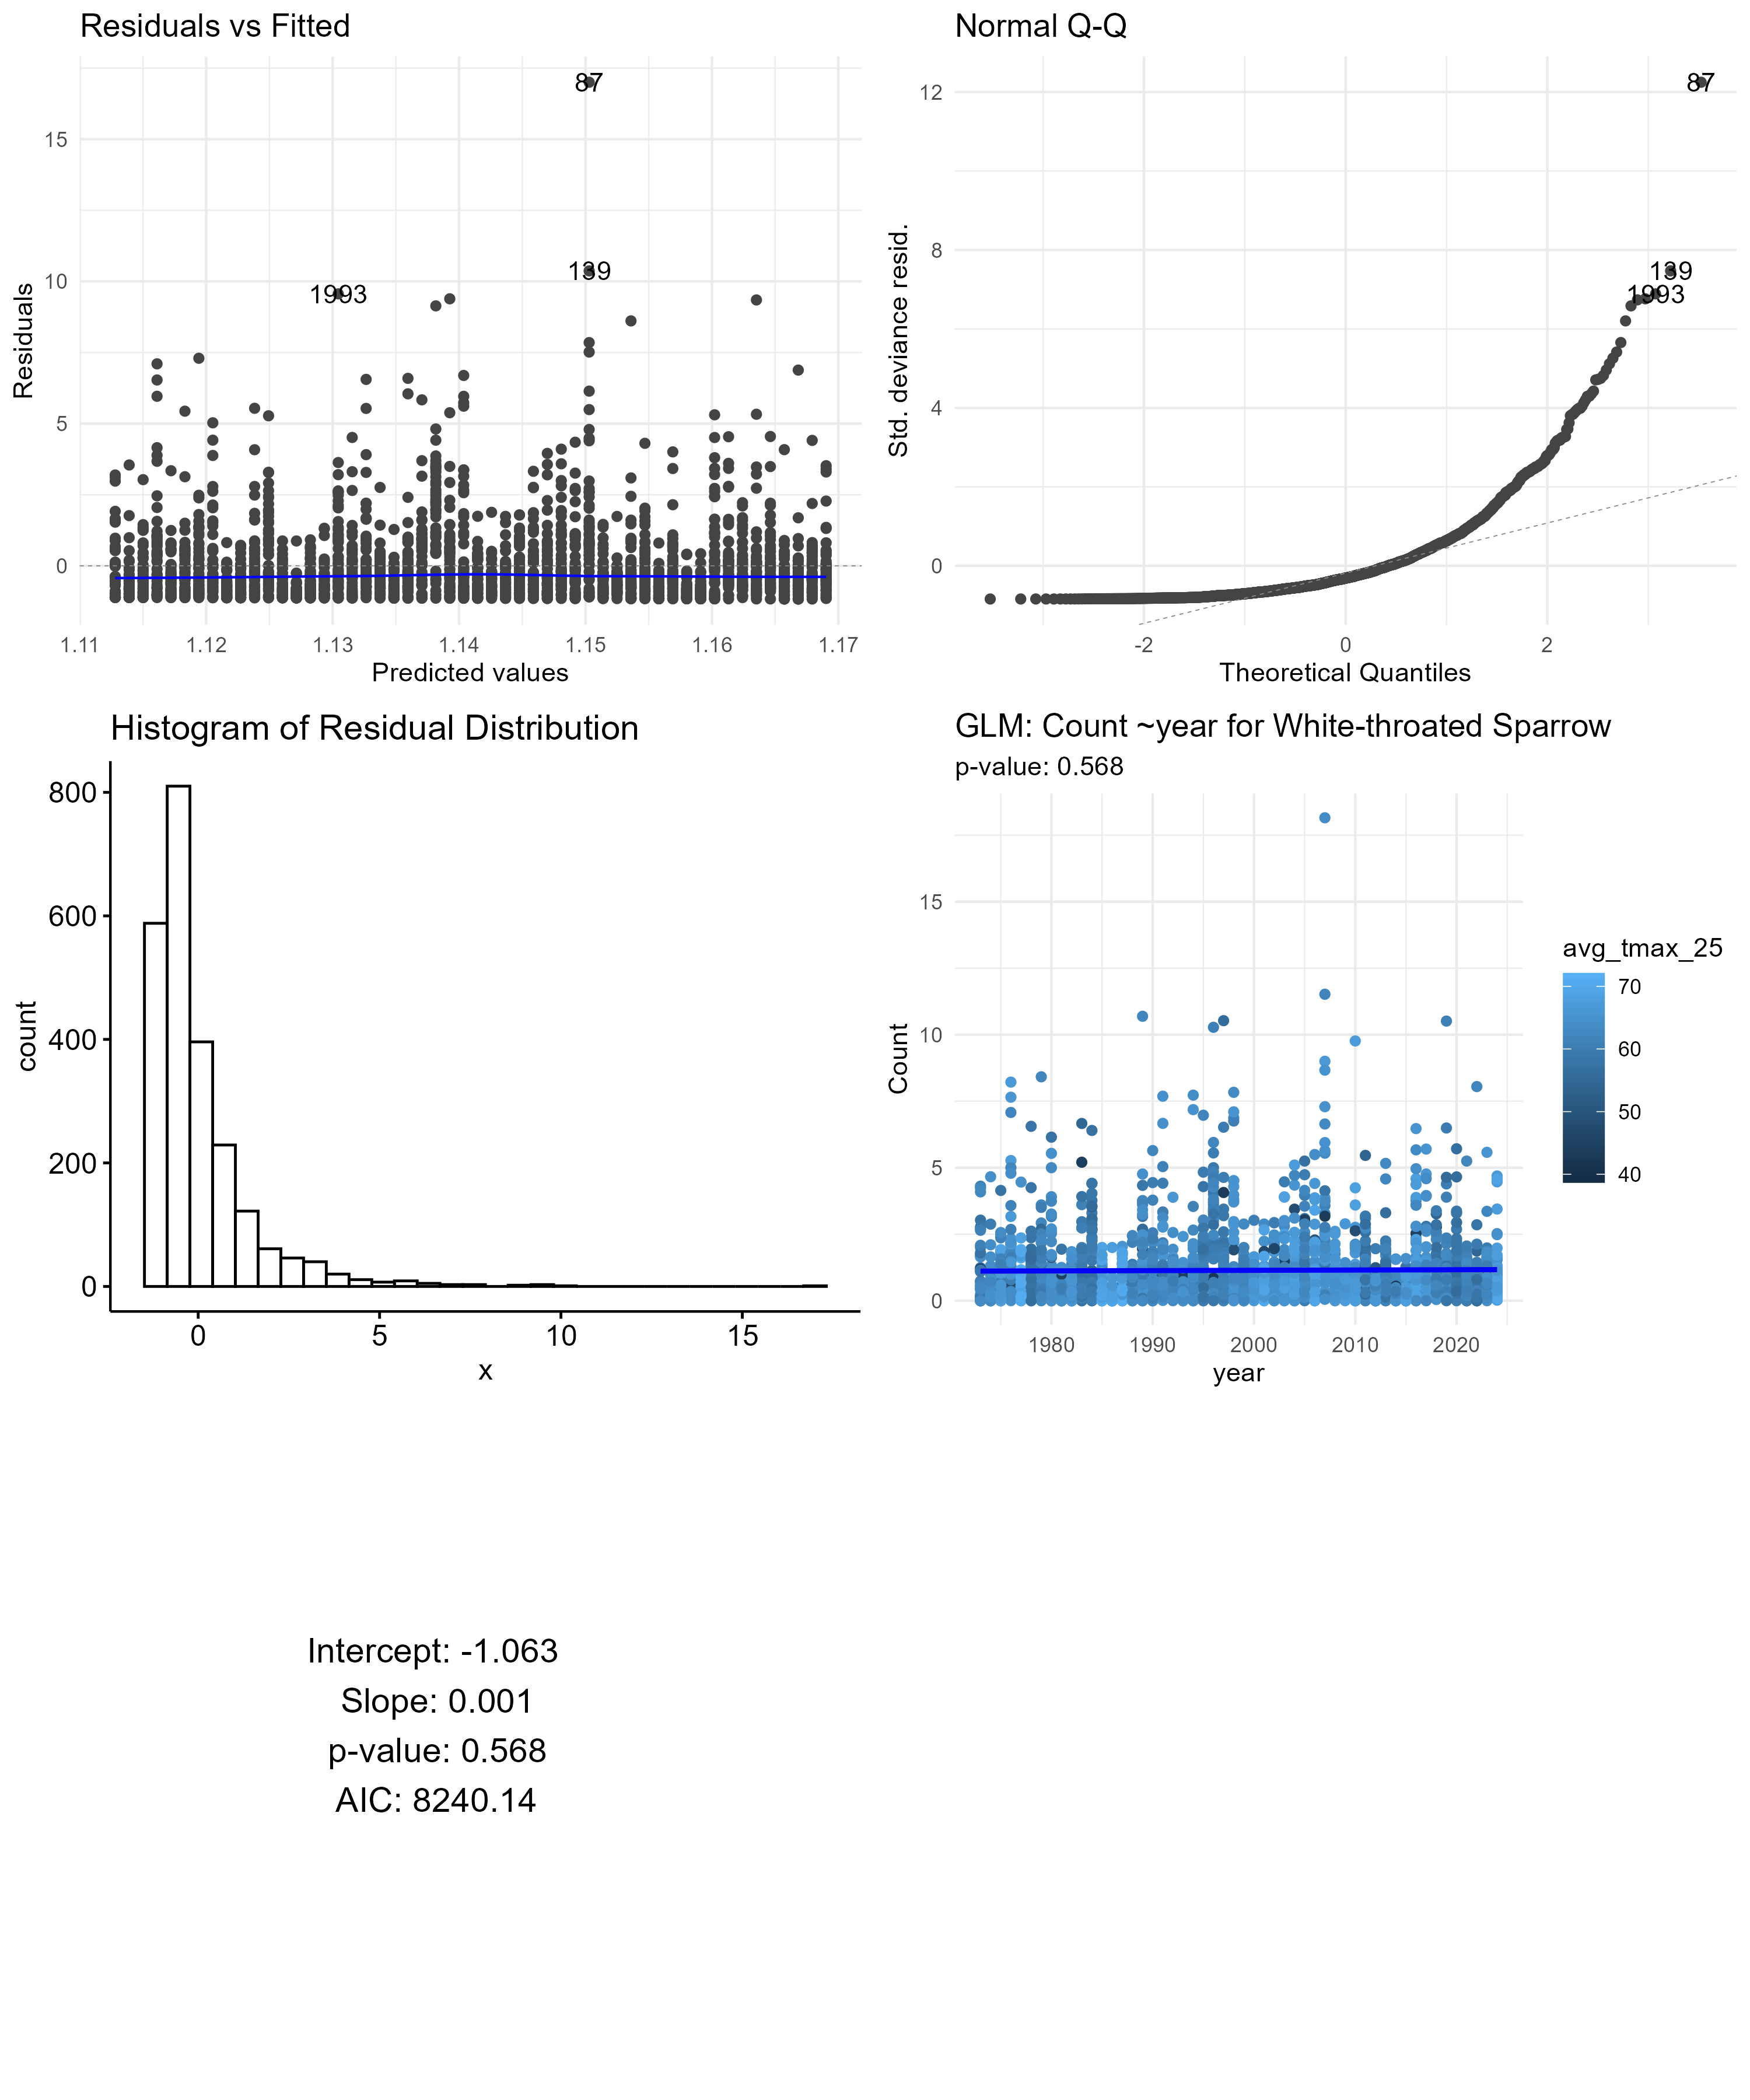 Residuals vs Fitted
87
139
1993
15
10
5
0
Residuals
1.11 1.12 1.13 1.14 1.15 1.16 1.17
Predicted values
Normal Q-Q
87
139
1993
12
8
4
0
Std. deviance resid.
-2 0 2
Theoretical Quantiles
Histogram of Residual Distribution
800
600
400
200
0
count
0 5 10 15
x
GLM: Count ~year for White-throated Sparrow
p-value: 0.568
15
10
5
0
Count
1980 1990 2000 2010 2020
year
avg_tmax_25
70
60
50
40
Intercept: -1.063
Slope: 0.001
p-value: 0.568
AIC: 8240.14